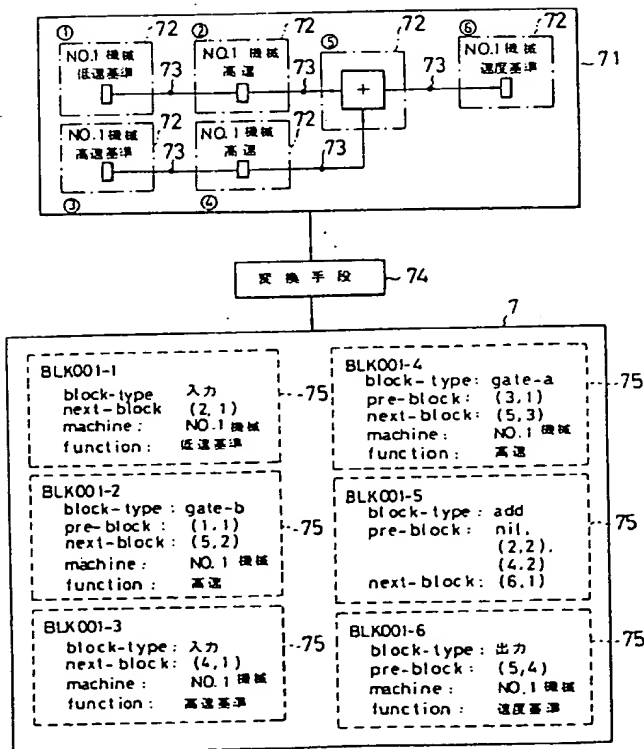 ① 72 ② 72 ⑤ 72 ⑥ 72
NO.1 機械
低速基準
NO.1 機械
高速
+
NO.1 機械
速度基準
73 73 73
71
NO.1 機械
高速基準
72
NO.1 機械
高速
72
73 73
③ ④
変換手段 74
7
BLK001-1
block-type 入力
next-block (2,1)
machine: NO.1 機械
function: 低速基準
75
BLK001-2
block-type: gate-b
pre-block: (1,1)
next-block: (5,2)
machine: NO.1 機械
function: 高速
75
BLK001-3
block-type: 入力
next-block: (4,1)
machine: NO.1 機械
function: 高速基準
75
BLK001-4
block-type: gate-a
pre-block: (3,1)
next-block: (5,3)
machine: NO.1 機械
function: 高速
75
BLK001-5
block-type: add
pre-block: nil,
(2,2).
(4.2)
next-block: (6,1)
75
BLK001-6
block-type: 出力
pre-block: (5,4)
machine: NO.1 機械
function: 速度基準
75